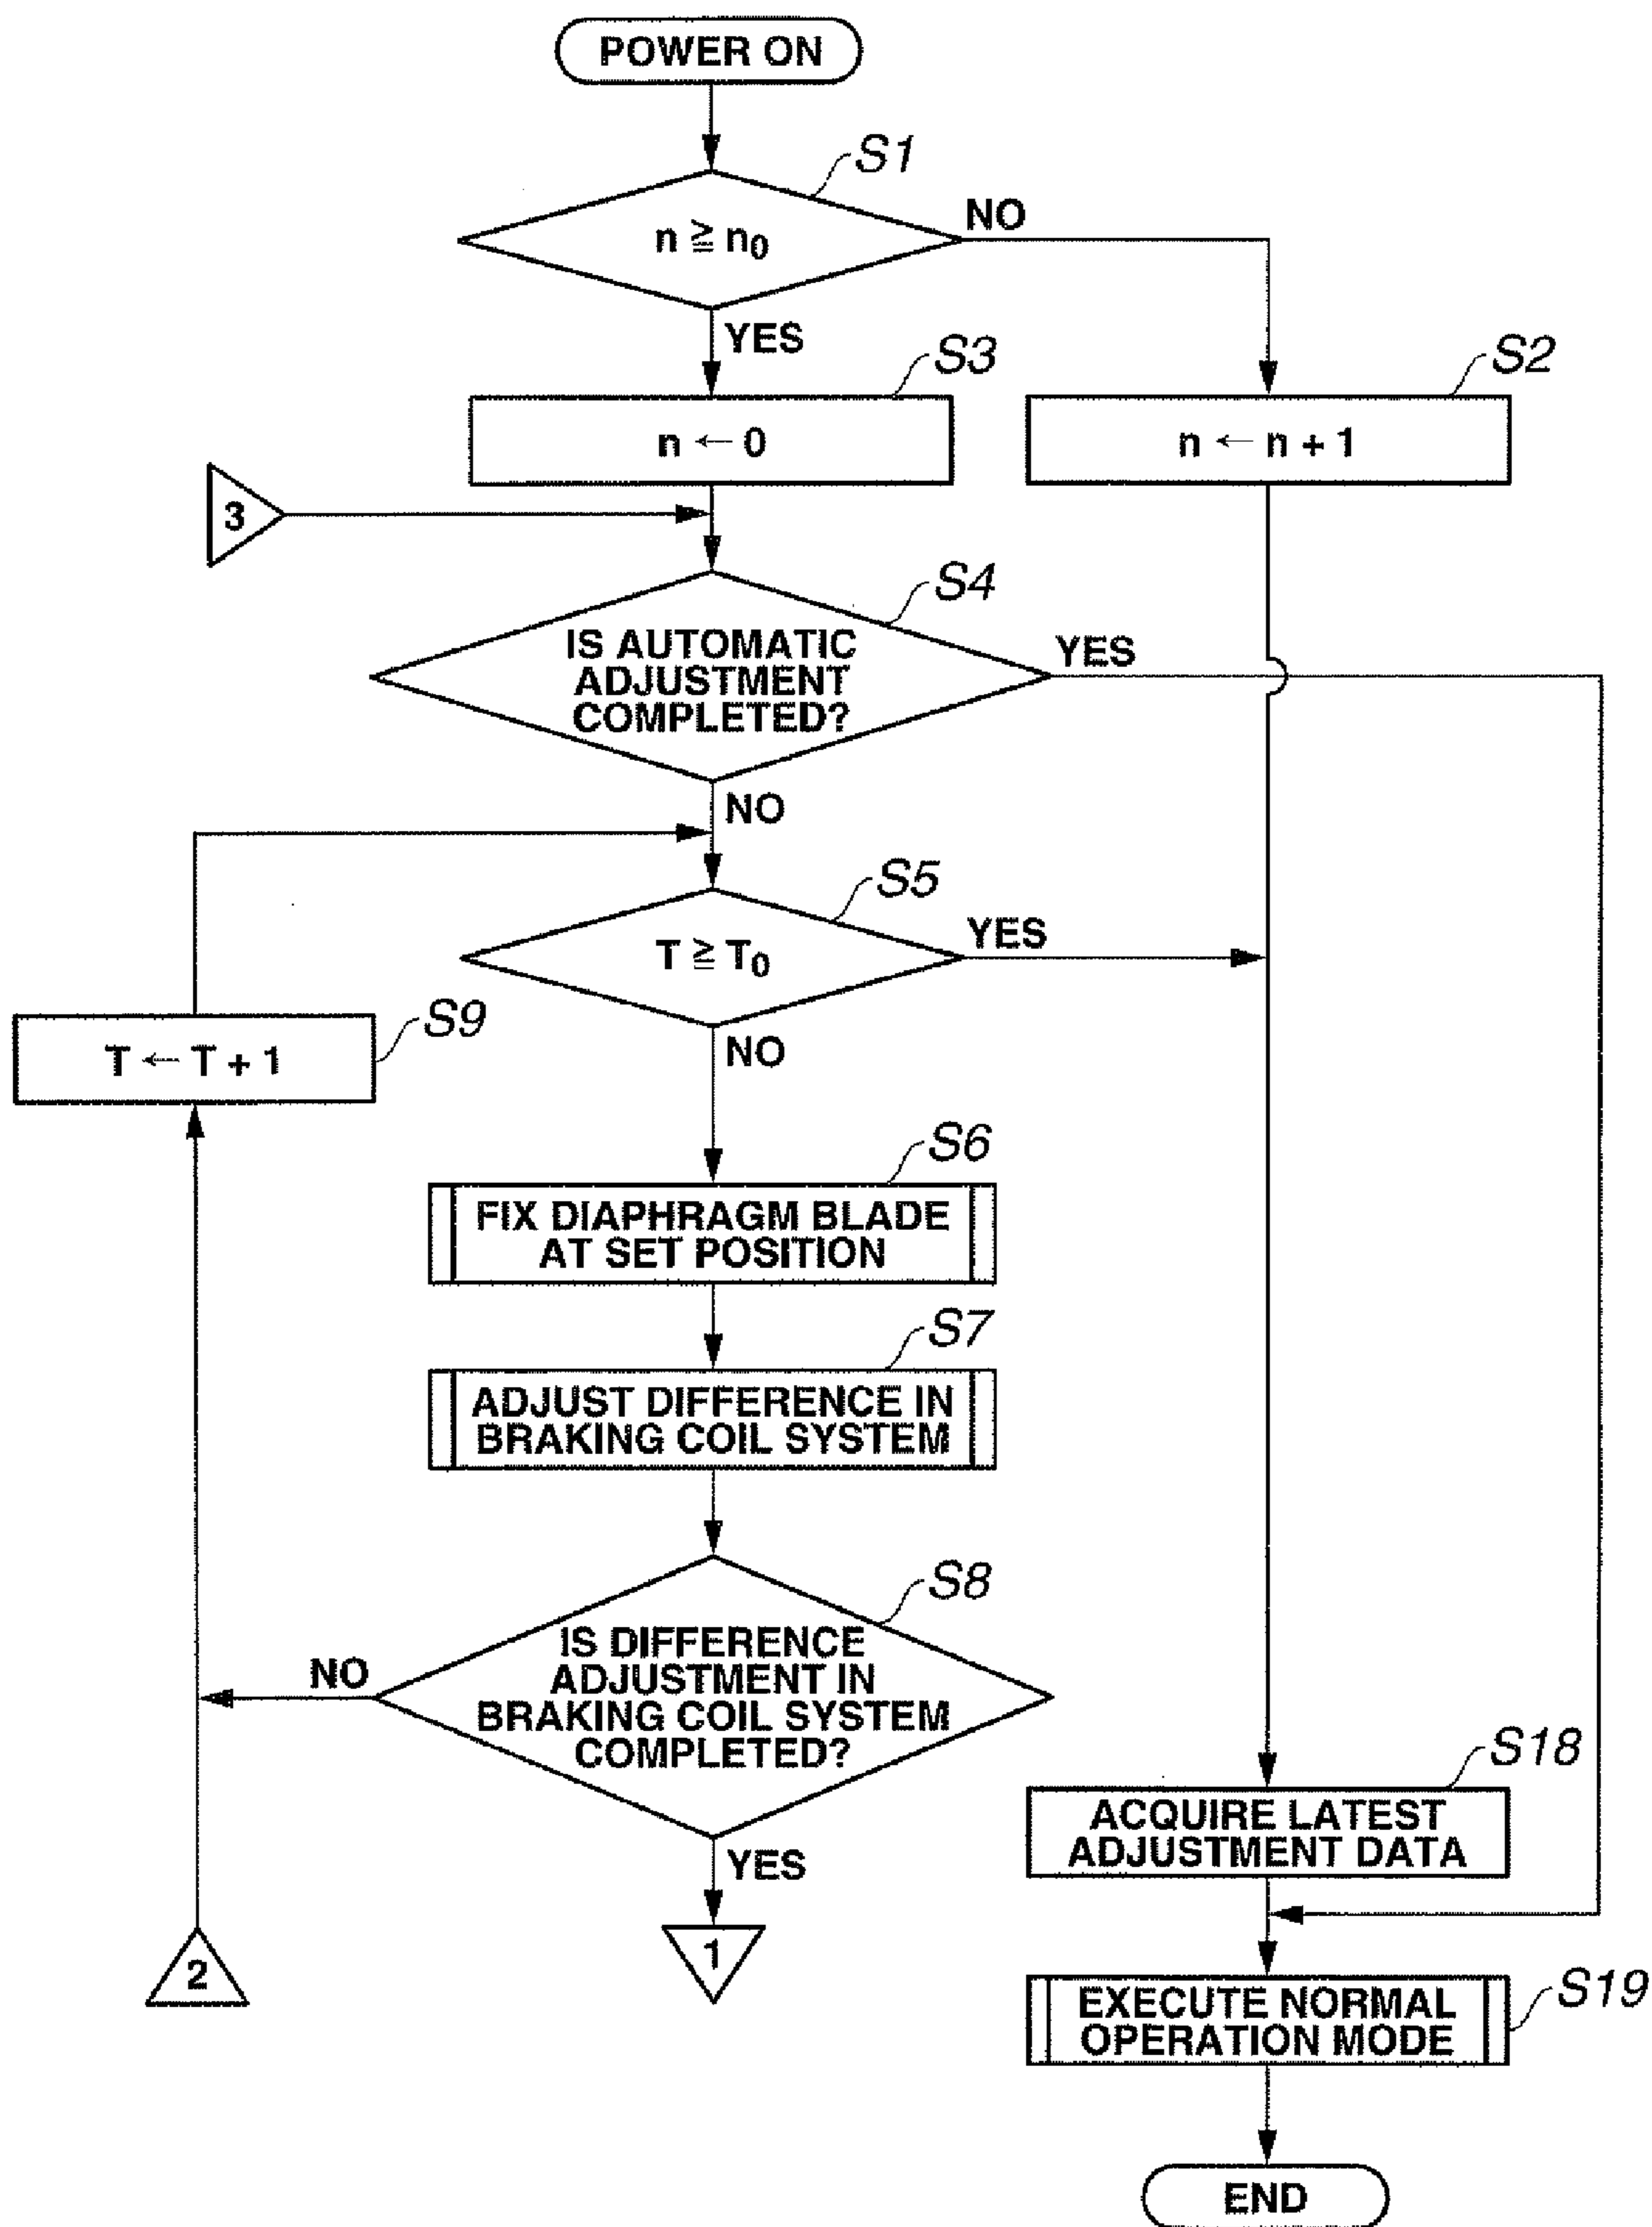 POWER ON
S1
n ≧ n0
NO
YES
S3
n ← 0
S2
n ← n + 1
3
S4
IS AUTOMATIC
ADJUSTMENT
COMPLETED?
YES
NO
S5
T ≧ T0
YES
NO
S9
T ← T + 1
S6
FIX DIAPHRAGM BLADE
AT SET POSITION
S7
ADJUST DIFFERENCE IN
BRAKING COIL SYSTEM
S8
IS DIFFERENCE
ADJUSTMENT IN
BRAKING COIL SYSTEM
COMPLETED?
NO
YES
S18
ACQUIRE LATEST
ADJUSTMENT DATA
2
1
S19
EXECUTE NORMAL
OPERATION MODE
END